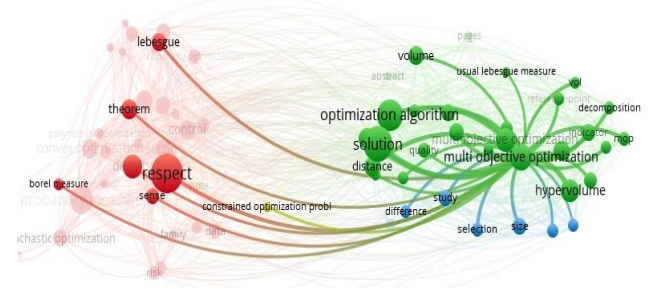 lebesgue
pages
volume
usual lebesgue measure
abstract
vol
theorem
optimization algorithm
decomposition
control
multiobjective optimization
indicator
mop
solution
quality
multi objective optimization
distance
respect
borel measure
sense
hypervolume
constrained optimization probl
study
difference
selection
size
family
data
risk